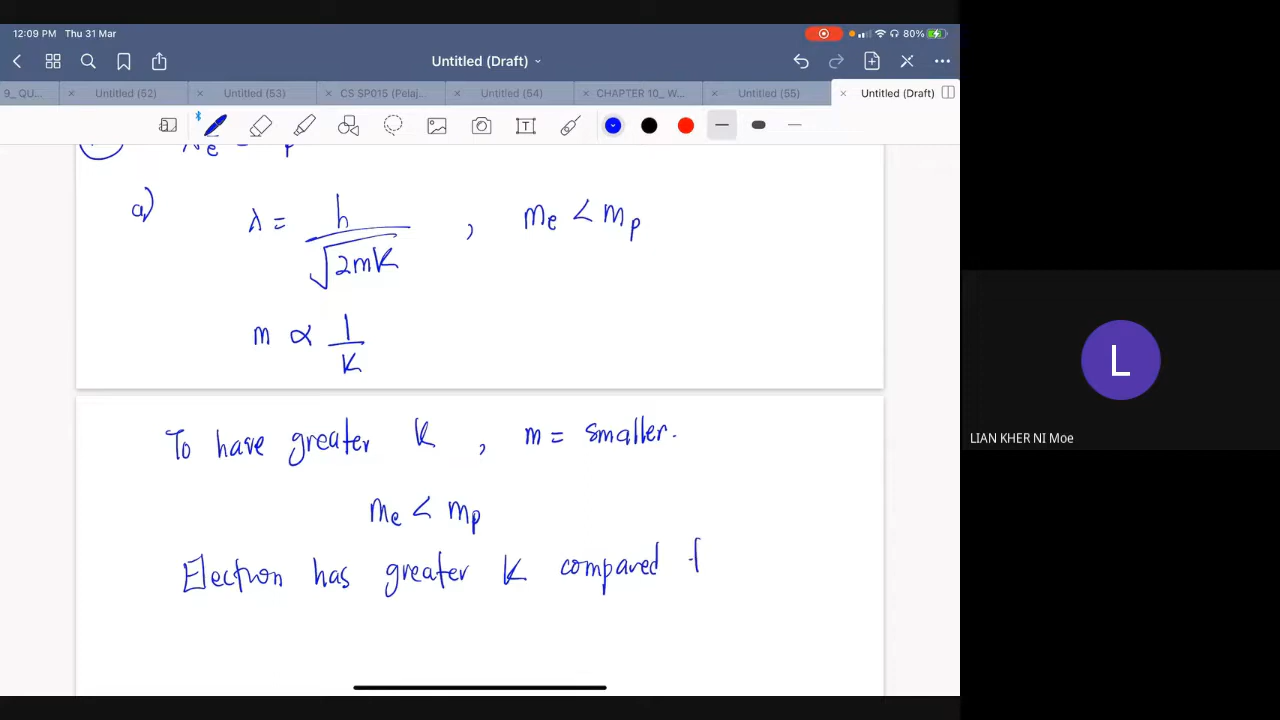 12:09 PM Thu 31 Mar
80%
Untitled (Draft)
9_ QU...
Untitled (52)
Untitled (53)
CS SP015 (Pelaj...
Untitled (54)
CHAPTER 10_ W...
Untitled (55)
Untitled (Draft)
a) λ = h / √2mK , me < mp
m ∝ 1/K
To have greater K , m = smaller.
me < mp
Electron has greater K compared t
L
LIAN KHER NI Moe